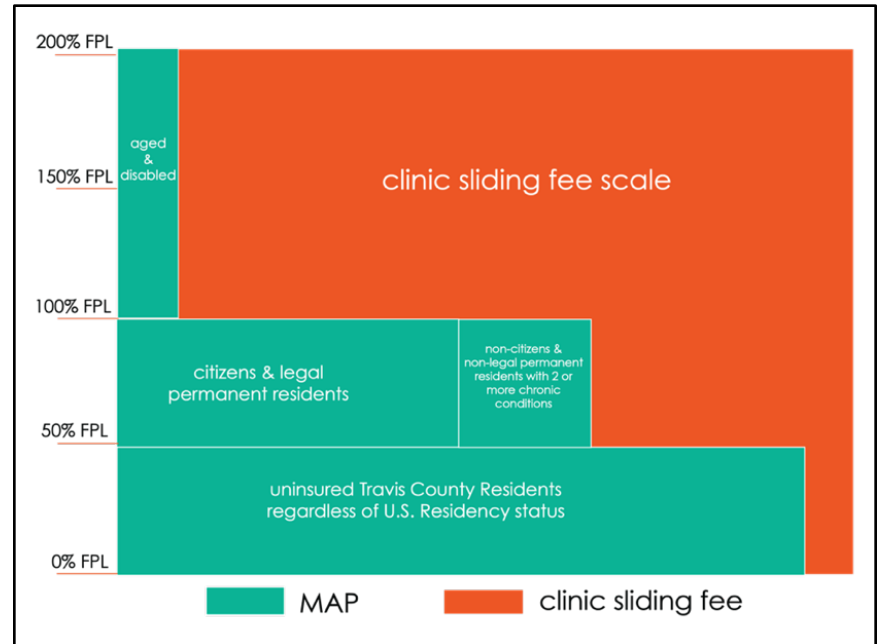 200% FPL
aged
&
disabled
150% FPL
clinic sliding fee scale
100% FPL
citizens & legal
permanent residents
non-citizens &
non-legal permanent
residents with 2 or
more chronic
conditions
50% FPL
uninsured Travis County Residents
regardless of U.S. Residency status
0% FPL
MAP
clinic sliding fee